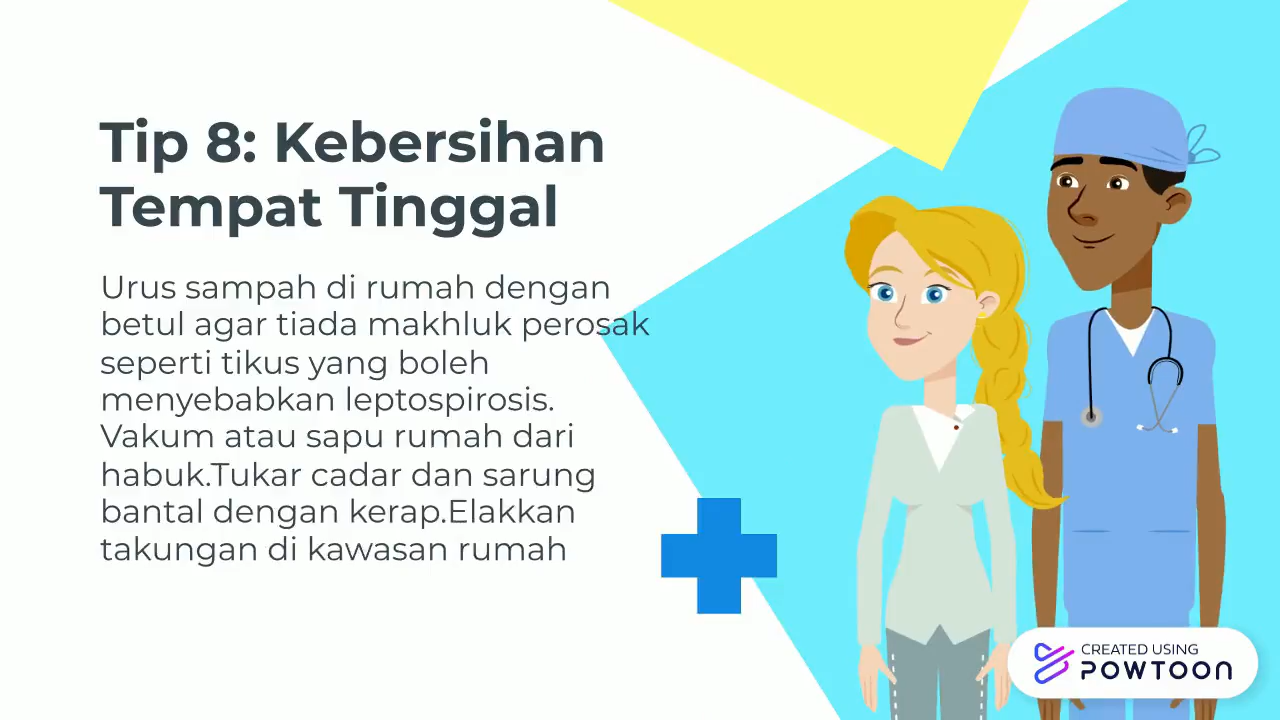 Tip 8: Kebersihan
Tempat Tinggal
Urus sampah di rumah dengan
betul agar tiada makhluk perosak
seperti tikus yang boleh
menyebabkan leptospirosis.
Vakum atau sapu rumah dari
habuk.Tukar cadar dan sarung
bantal dengan kerap.Elakkan
takungan di kawasan rumah
CREATED USING
POWTOON